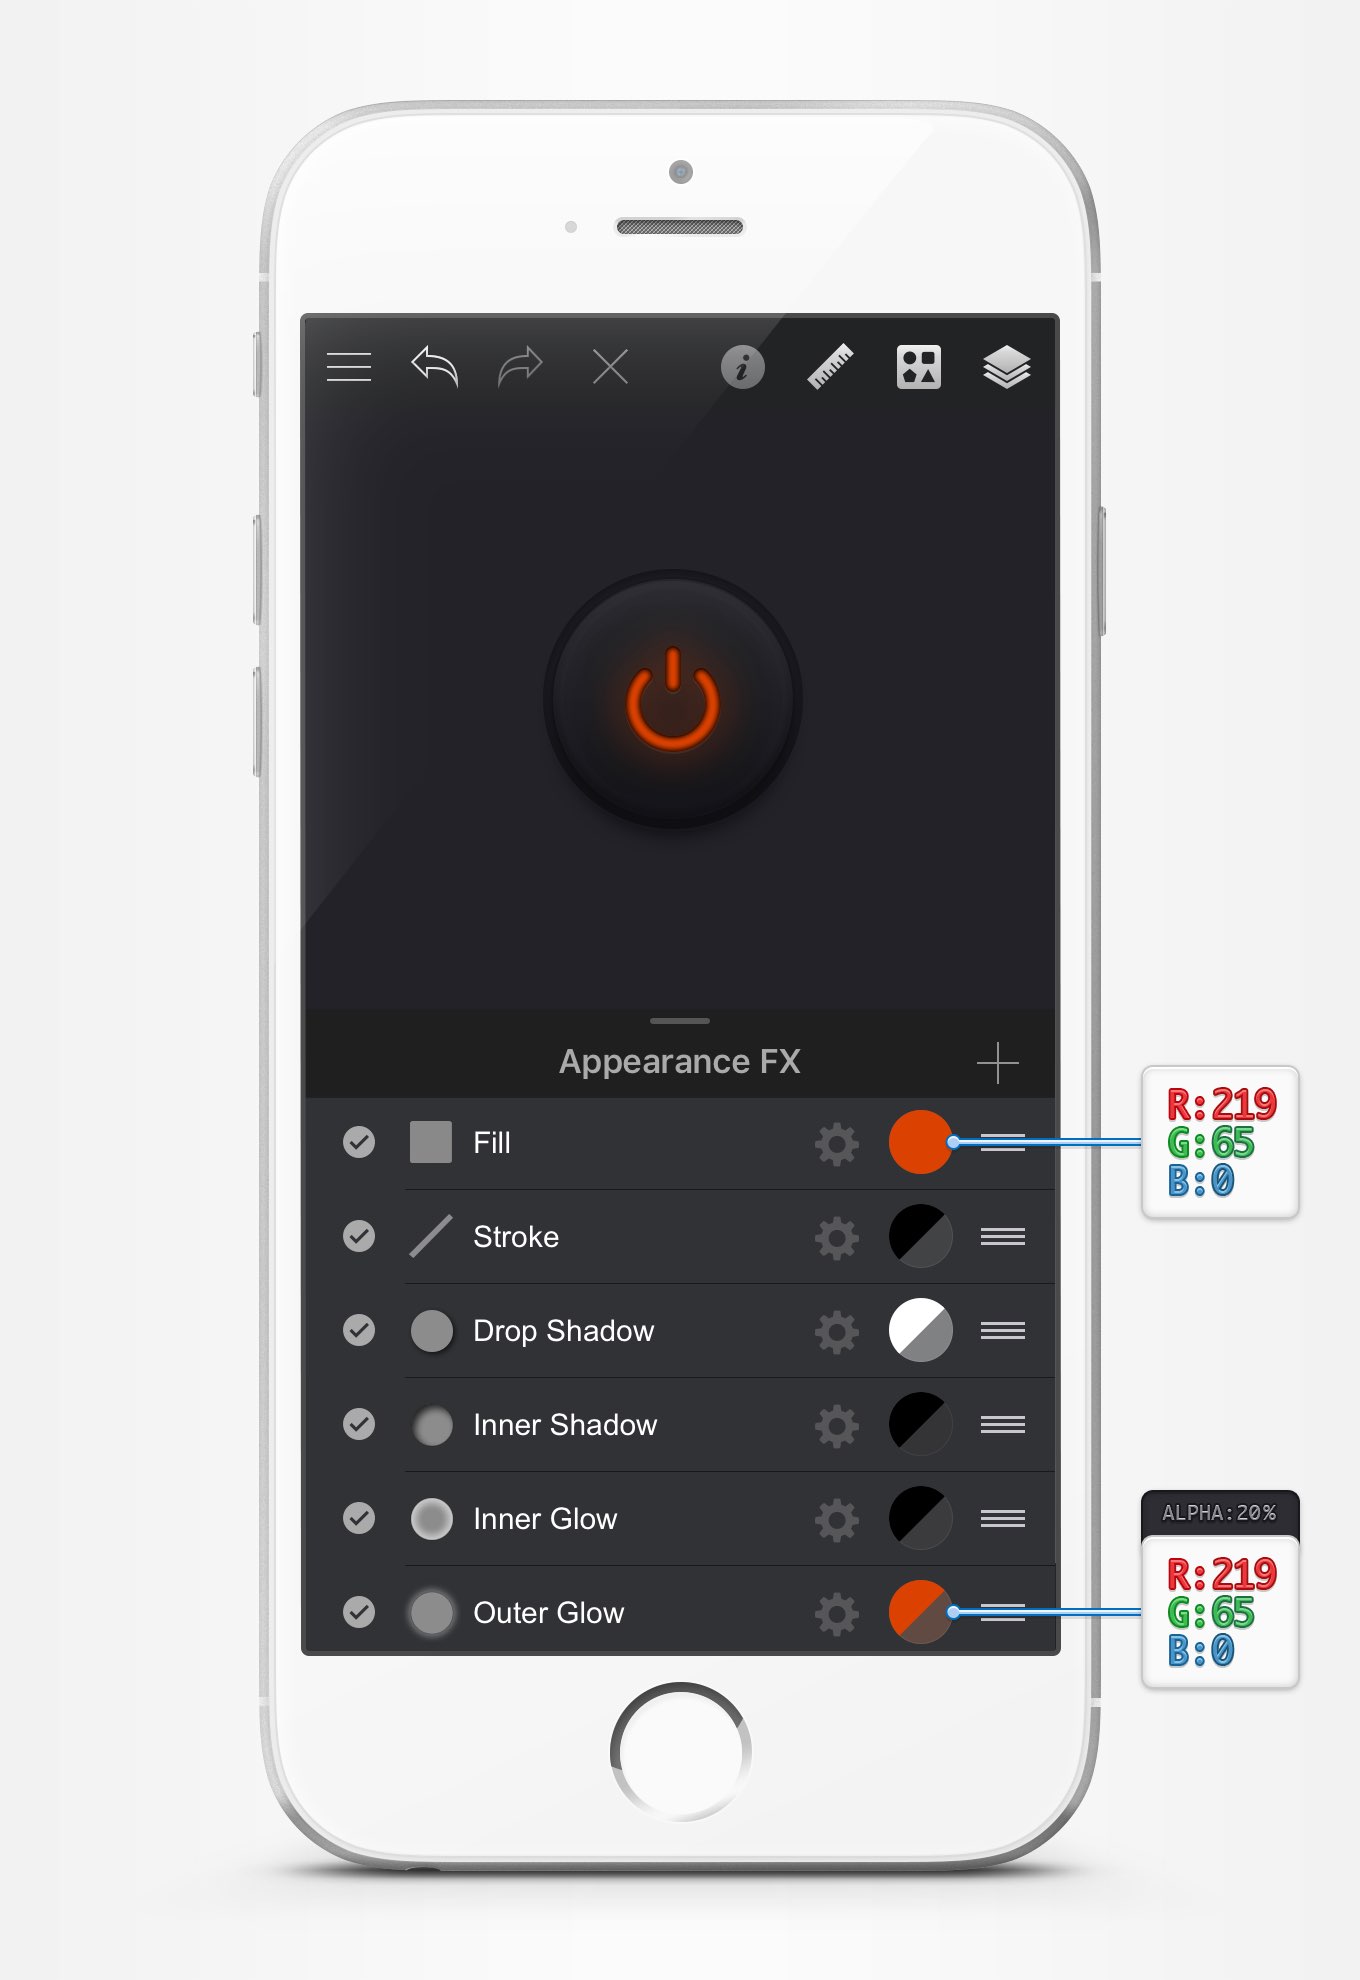 Appearance FX
Fill
R:219
G:65
B:0
Stroke
Drop Shadow
Inner Shadow
Inner Glow
Outer Glow
ALPHA:20%
R:219
G:65
B:0